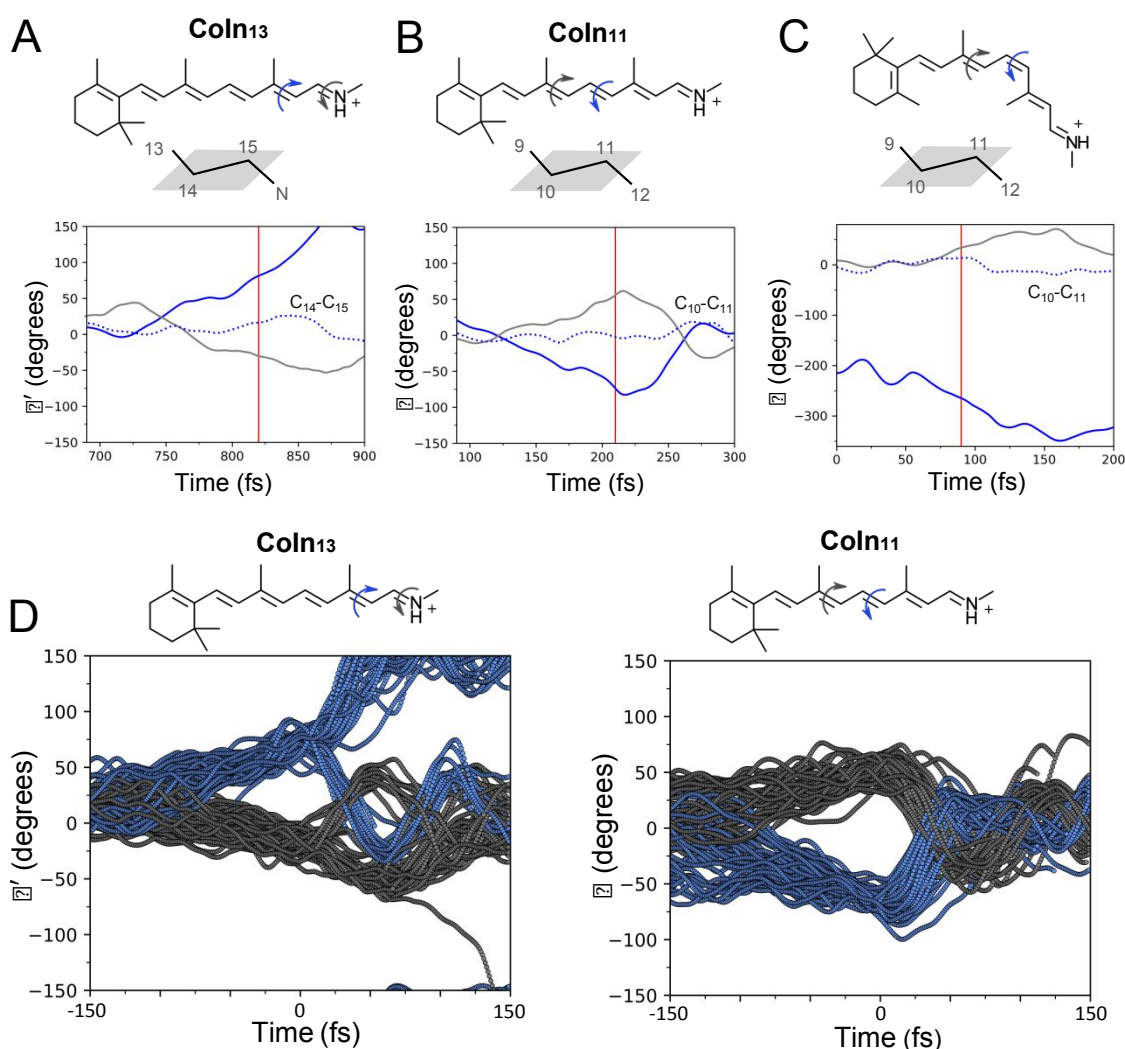 A
CoIn13
N
H
+
13
15
14
N
150
100
50
0
−50
−100
−150
′ (degrees)
C14-C15
700
750
800
850
900
Time (fs)
B
CoIn11
N
H
+
9
11
10
12
150
100
50
0
−50
−100
−150
(degrees)
C10-C11
100
150
200
250
300
Time (fs)
C
+
NH
9
11
10
12
0
−100
−200
−300
(degrees)
C10-C11
0
50
100
150
200
Time (fs)
D
CoIn13
N
H
+
150
100
50
0
−50
−100
−150
′ (degrees)
-150
0
150
Time (fs)
CoIn11
N
H
+
150
100
50
0
−50
−100
−150
(degrees)
-150
0
150
Time (fs)